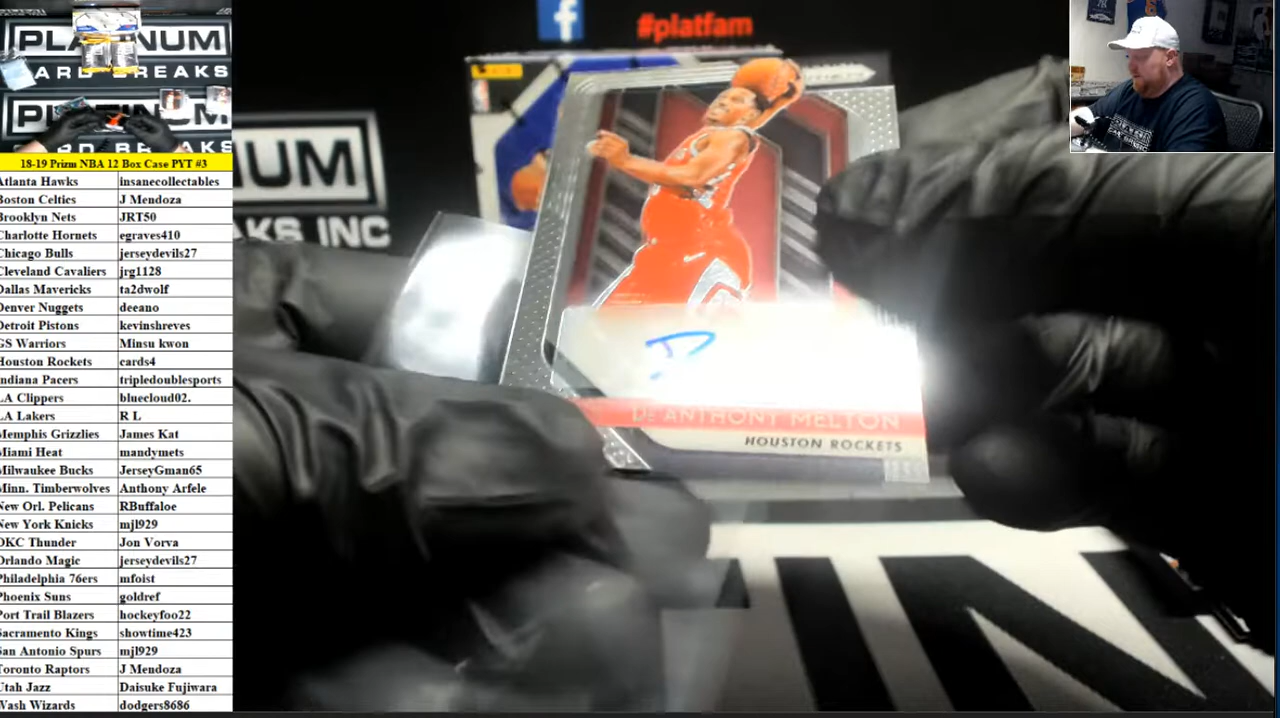 #platfam
PLATINUM
ARD BREAKS
PLATINUM
RD BREAKS
NUM
KS INC
18-19 Prizm NBA 12 Box Case PYT #3
Atlanta Hawks insanecollectables
Boston Celtics J Mendoza
Brooklyn Nets JRT50
Charlotte Hornets egraves410
Chicago Bulls jerseydevils27
Cleveland Cavaliers jrg1128
Dallas Mavericks ta2dwolf
Denver Nuggets deeano
Detroit Pistons kevinshreves
GS Warriors Minsu kwon
Houston Rockets cards4
Indiana Pacers tripledoublesports
LA Clippers bluecloud02.
LA Lakers R L
Memphis Grizzlies James Kat
Miami Heat mandymets
Milwaukee Bucks JerseyGman65
Minn. Timberwolves Anthony Arfele
New Orl. Pelicans RBuffaloe
New York Knicks mjl929
OKC Thunder Jon Vorva
Orlando Magic jerseydevils27
Philadelphia 76ers mfoist
Phoenix Suns goldref
Port Trail Blazers hockeyfoo22
Sacramento Kings showtime423
San Antonio Spurs mjl929
Toronto Raptors J Mendoza
Utah Jazz Daisuke Fujiwara
Wash Wizards dodgers8686
DE'ANTHONY MELTON
HOUSTON ROCKETS